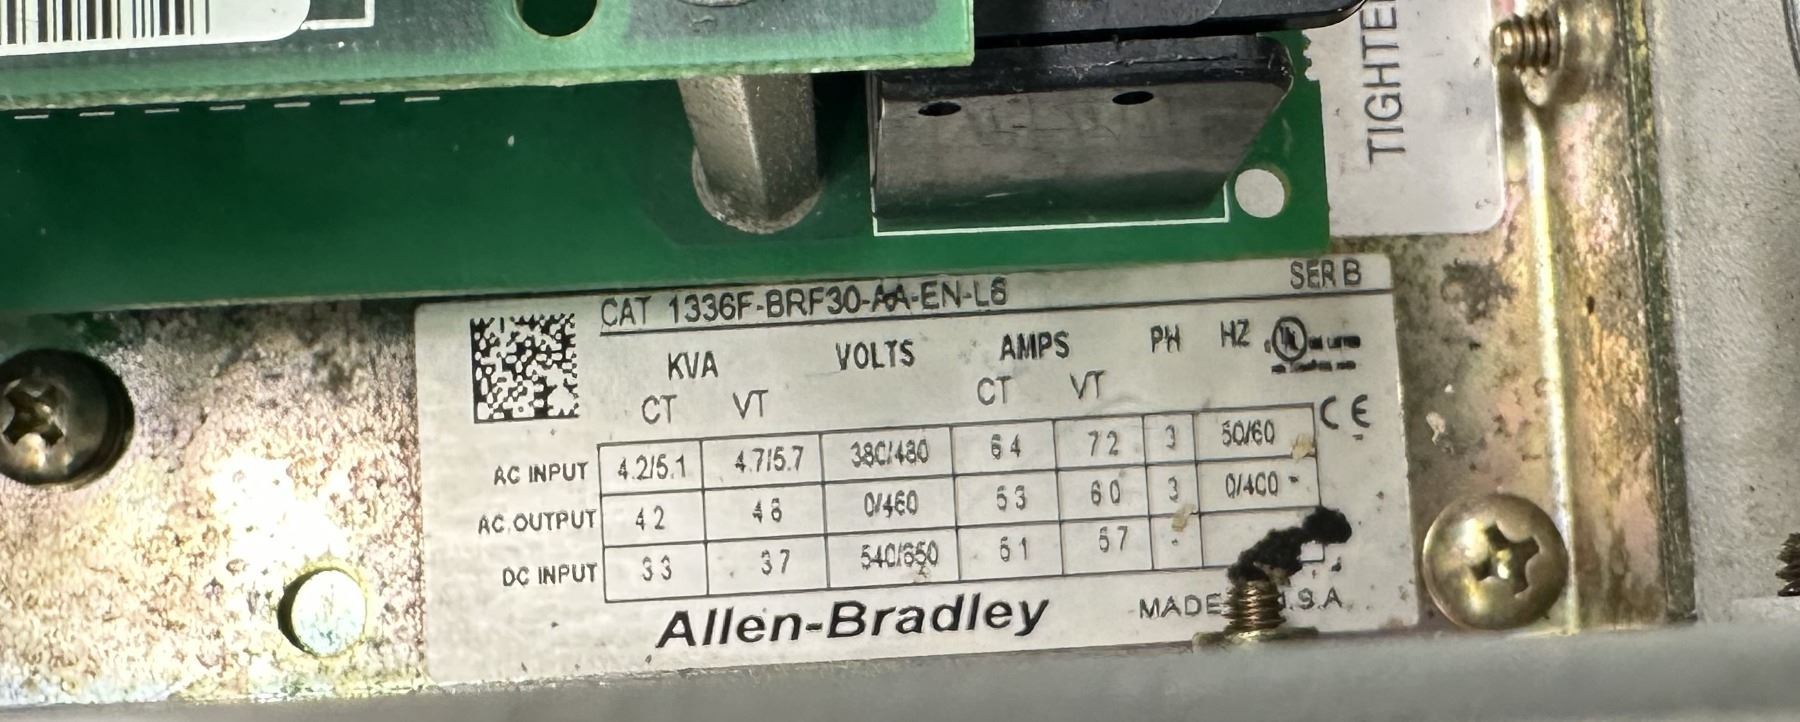 TIGHTE
CAT 1336F-BRF30-AA-EN-L6 SER B
KVA VOLTS AMPS PH HZ
CT VT CT VT
AC INPUT 4.2/5.1 4.7/5.7 380/480 6 4 7 2 3 50/60
AC OUTPUT 4 2 4 8 0/460 5 3 6 0 3 0/400
DC INPUT 3 3 3 7 540/650 5 7
Allen-Bradley MADE U.S.A.
UL
CE